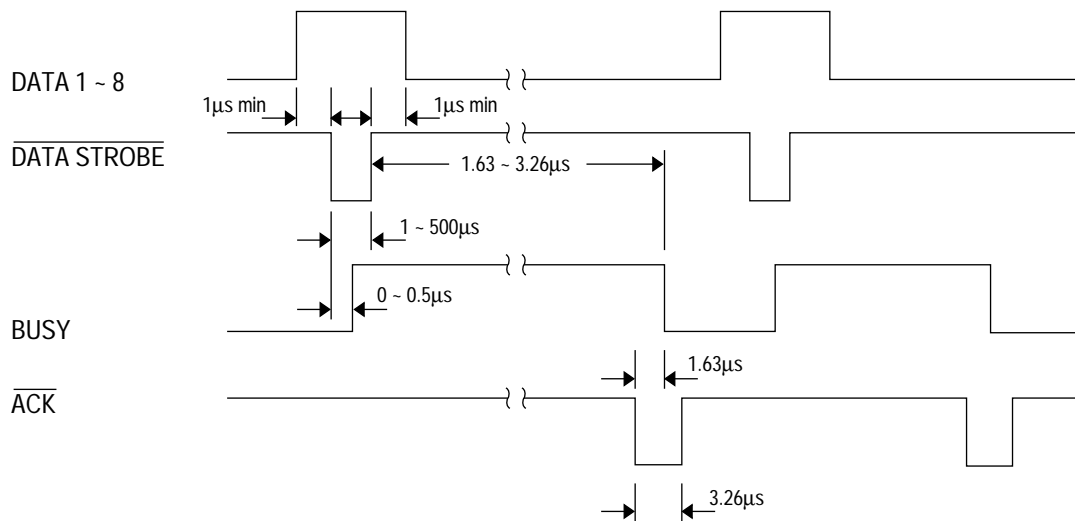 DATA 1 ~ 8
1µs min
1µs min
DATA STROBE
1.63 ~ 3.26µs
1 ~ 500µs
0 ~ 0.5µs
BUSY
1.63µs
ACK
3.26µs